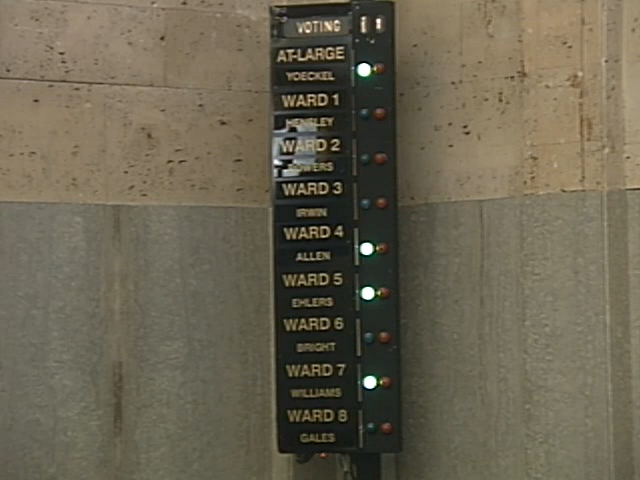 VOTING
AT-LARGE
YOECKEL
WARD 1
HENSLEY
WARD 2
POWERS
WARD 3
IRWIN
WARD 4
ALLEN
WARD 5
EHLERS
WARD 6
BRIGHT
WARD 7
WILLIAMS
WARD 8
GALES